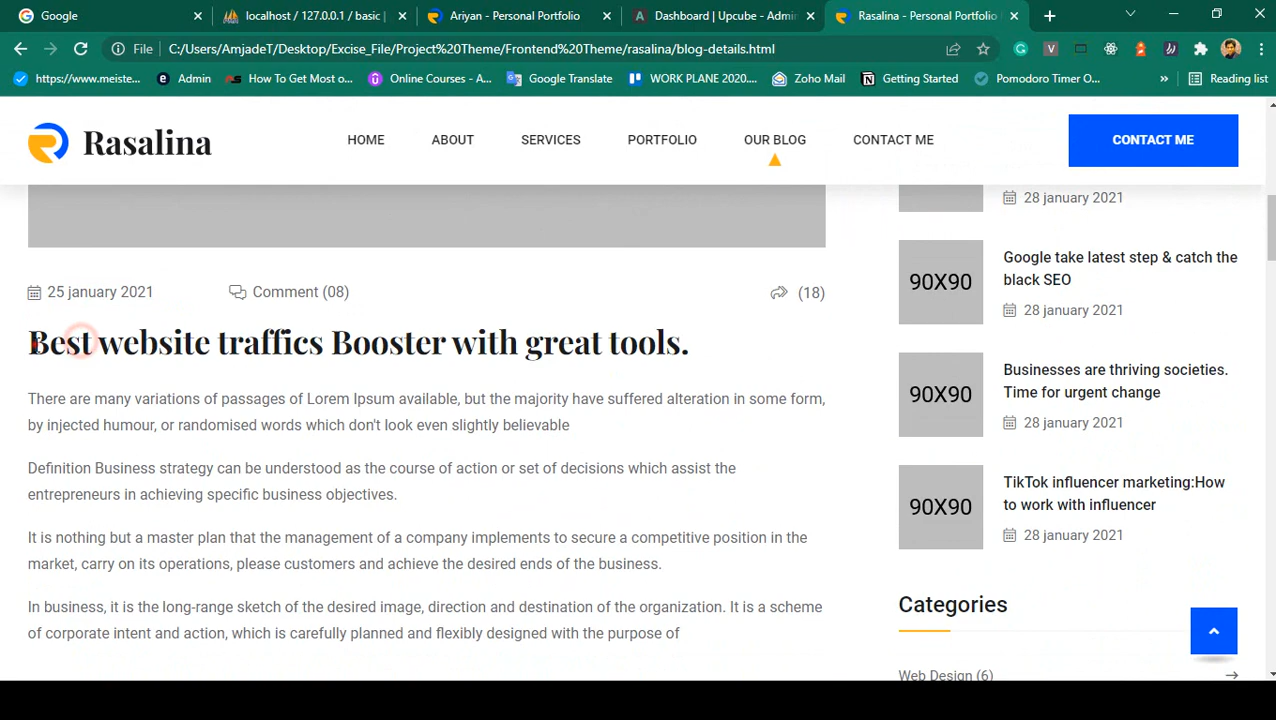 Google
localhost / 127.0.0.1 / basic |
Ariyan - Personal Portfolio
Dashboard | Upcube - Admin
Rasalina - Personal Portfolio
File
C:/Users/AmjadeT/Desktop/Excise_File/Project%20Theme/Frontend%20Theme/rasalina/blog-details.html
https://www.meiste...
Admin
How To Get Most o...
Online Courses - A...
Google Translate
WORK PLANE 2020....
Zoho Mail
Getting Started
Pomodoro Timer O...
»
Reading list
Rasalina
HOME
ABOUT
SERVICES
PORTFOLIO
OUR BLOG
CONTACT ME
CONTACT ME
25 january 2021
Comment (08)
(18)
Best website traffics Booster with great tools.
There are many variations of passages of Lorem Ipsum available, but the majority have suffered alteration in some form,
by injected humour, or randomised words which don't look even slightly believable
Definition Business strategy can be understood as the course of action or set of decisions which assist the
entrepreneurs in achieving specific business objectives.
It is nothing but a master plan that the management of a company implements to secure a competitive position in the
market, carry on its operations, please customers and achieve the desired ends of the business.
In business, it is the long-range sketch of the desired image, direction and destination of the organization. It is a scheme
of corporate intent and action, which is carefully planned and flexibly designed with the purpose of
28 january 2021
90X90
Google take latest step & catch the
black SEO
28 january 2021
90X90
Businesses are thriving societies.
Time for urgent change
28 january 2021
90X90
TikTok influencer marketing:How
to work with influencer
28 january 2021
Categories
Web Design (6)